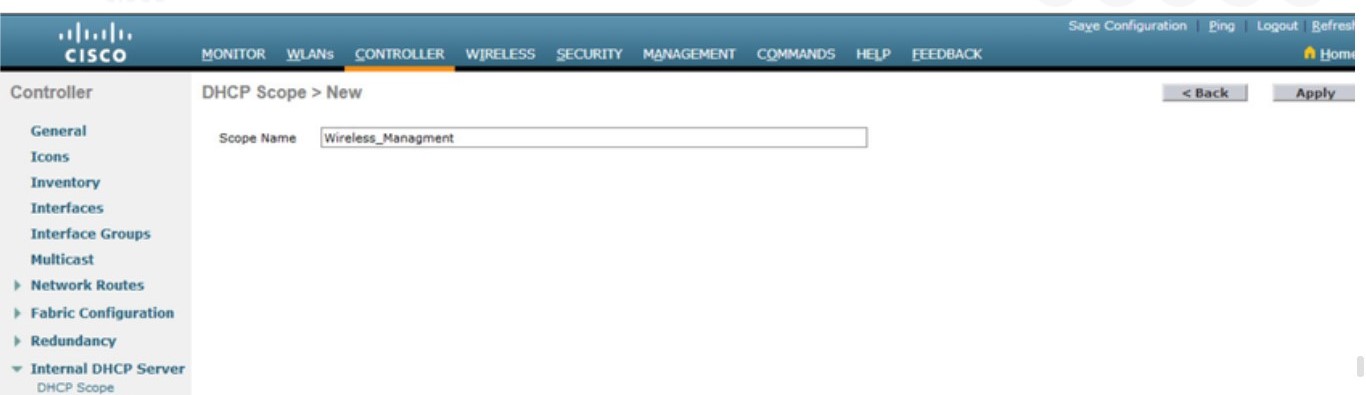 Save Configuration | Ping | Logout | Refresh
CISCO MONITOR WLANs CONTROLLER WIRELESS SECURITY MANAGEMENT COMMANDS HELP FEEDBACK Home
Controller
DHCP Scope > New
< Back
Apply
General
Icons
Inventory
Interfaces
Interface Groups
Multicast
Network Routes
Fabric Configuration
Redundancy
Internal DHCP Server
DHCP Scope
Scope Name Wireless_Managment